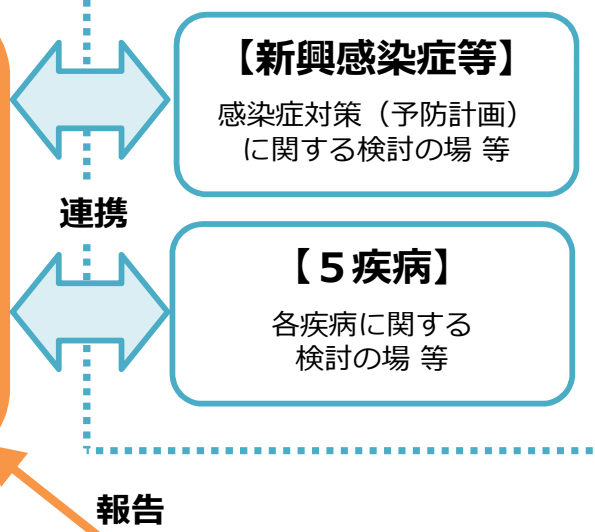 【新興感染症等】
感染症対策（予防計画）
に関する検討の場 等
連携
【５疾病】
各疾病に関する
検討の場 等
報告